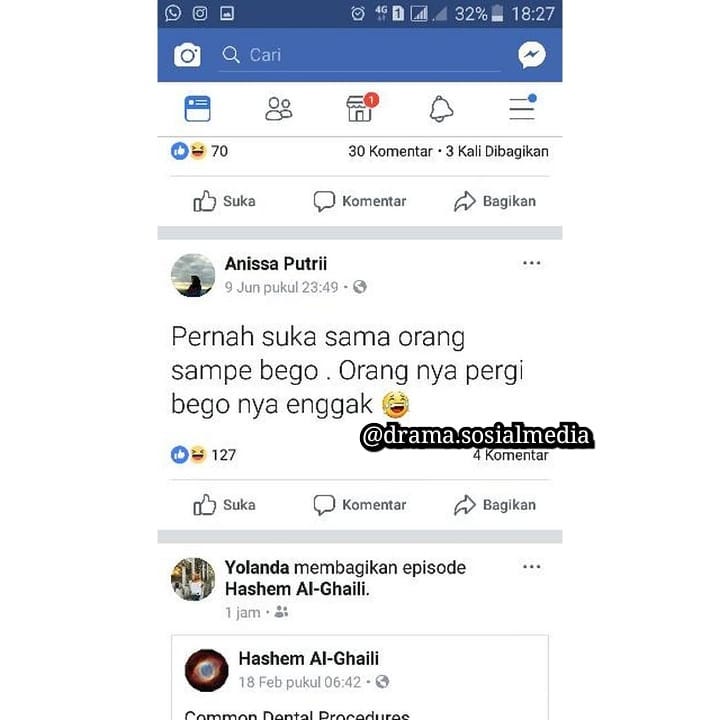 4G 1 32% 18:27
Cari
1
70 30 Komentar • 3 Kali Dibagikan
Suka Komentar Bagikan
Anissa Putrii
9 Jun pukul 23:49 •
Pernah suka sama orang
sampe bego . Orang nya pergi
bego nya enggak 😂
@drama.sosialmedia
127 4 Komentar
Suka Komentar Bagikan
Yolanda membagikan episode
Hashem Al-Ghaili.
1 jam •
Hashem Al-Ghaili
18 Feb pukul 06:42 •
Common Dental Procedures